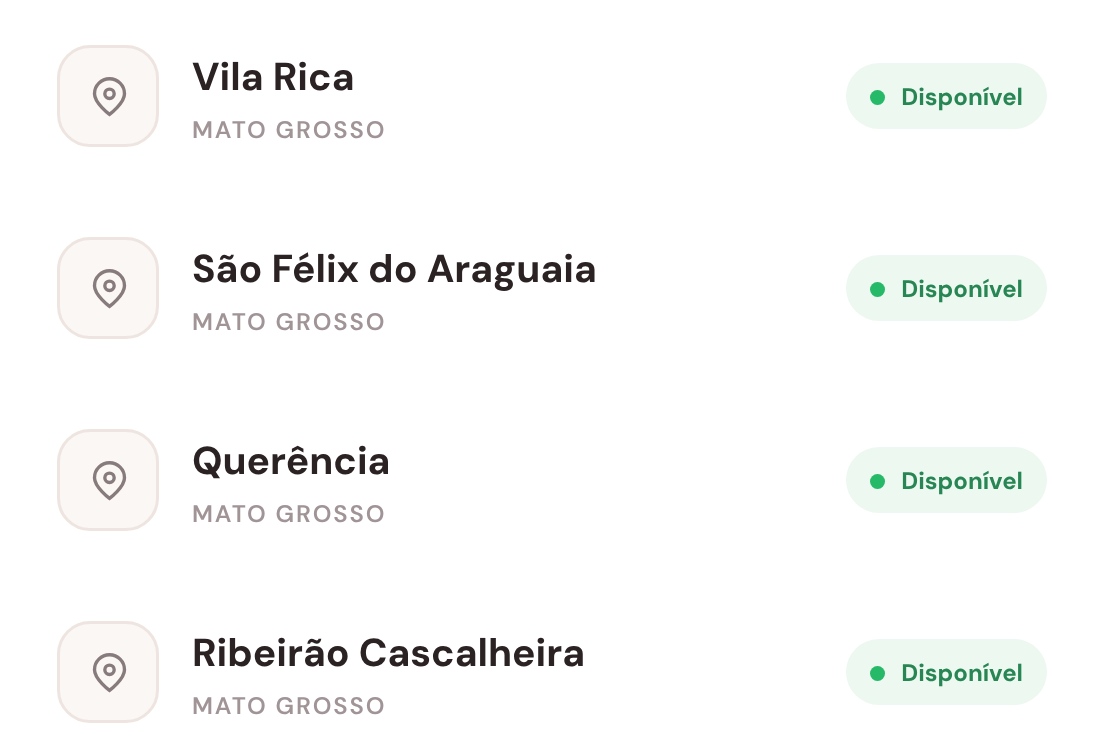 Vila Rica
MATO GROSSO
Disponível
São Félix do Araguaia
MATO GROSSO
Disponível
Querência
MATO GROSSO
Disponível
Ribeirão Cascalheira
MATO GROSSO
Disponível